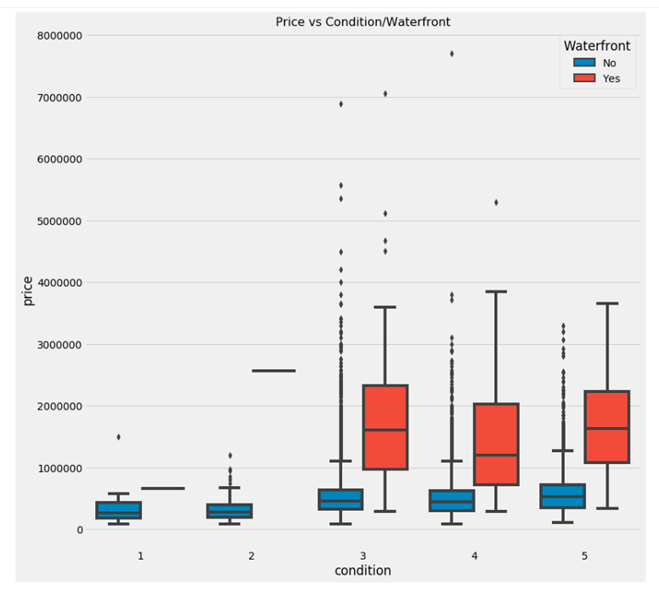 Price vs Condition/Waterfront
8000000
Waterfront
No
Yes
7000000
6000000
5000000
4000000
3000000
2000000
1000000
0
price
1 2 3 4 5
condition